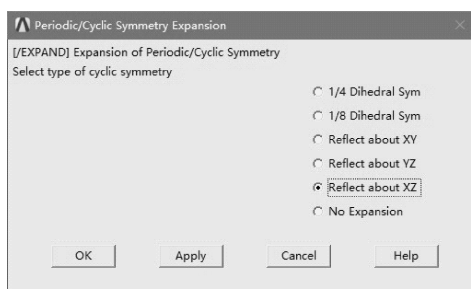 Periodic/Cyclic Symmetry Expansion
[/EXPAND] Expansion of Periodic/Cyclic Symmetry
Select type of cyclic symmetry
1/4 Dihedral Sym
1/8 Dihedral Sym
Reflect about XY
Reflect about YZ
Reflect about XZ
No Expansion
OK Apply Cancel Help